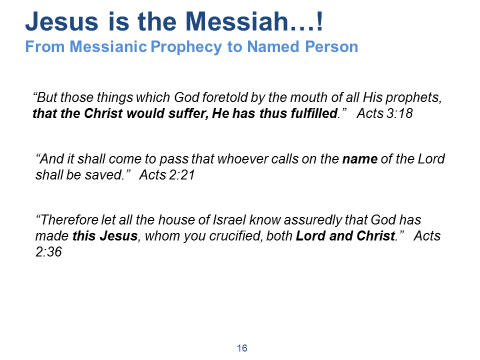 Jesus is the Messiah…!
From Messianic Prophecy to Named Person
“But those things which God foretold by the mouth of all His prophets,
that the Christ would suffer, He has thus fulfilled.”   Acts 3:18
“And it shall come to pass that whoever calls on the name of the Lord
shall be saved.”   Acts 2:21
“Therefore let all the house of Israel know assuredly that God has
made this Jesus, whom you crucified, both Lord and Christ.”   Acts
2:36
16